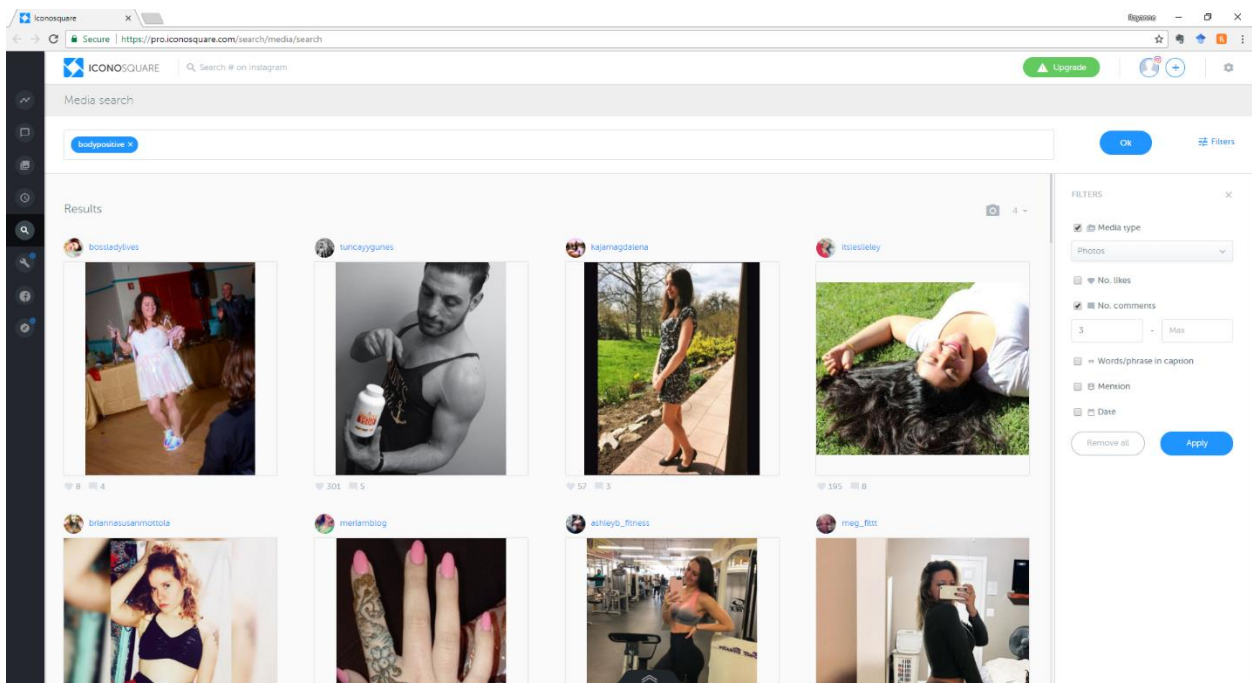 Iconosquare
Rayanne
Secure | https://pro.iconosquare.com/search/media/search
ICONOSQUARE
Search # on instagram
Upgrade
Media search
bodypositive ×
Ok
Filters
Results
4
FILTERS
Media type
Photos
No. likes
No. comments
3 - Max
Words/phrase in caption
Mention
Date
Remove all
Apply
bossladylives
tuncayygunes
kajamagdalena
itsleslieley
8 4
301 5
57 3
195 8
briannasusanmottola
meriamblog
ashleyb_fitness
meg_fittt